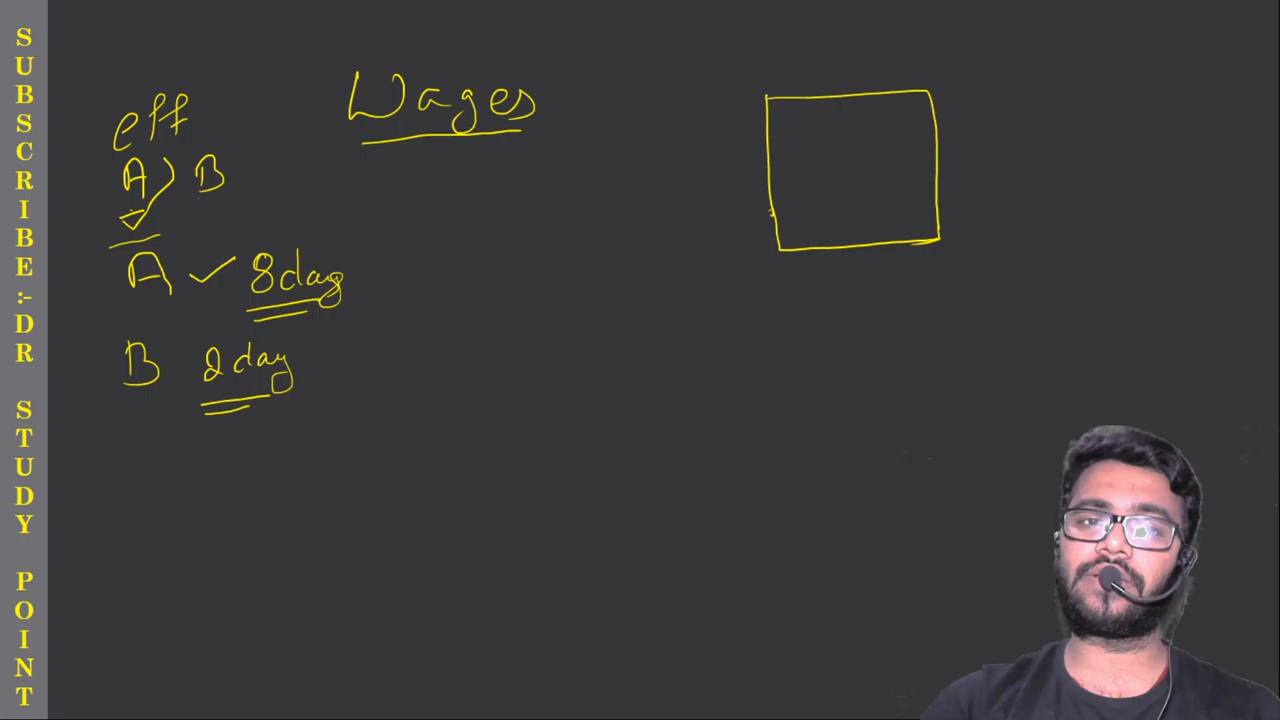 SUBSCRIBE:-DR STUDY POINT
Wages
eff
A > B
A ✓ 8day
B 2day